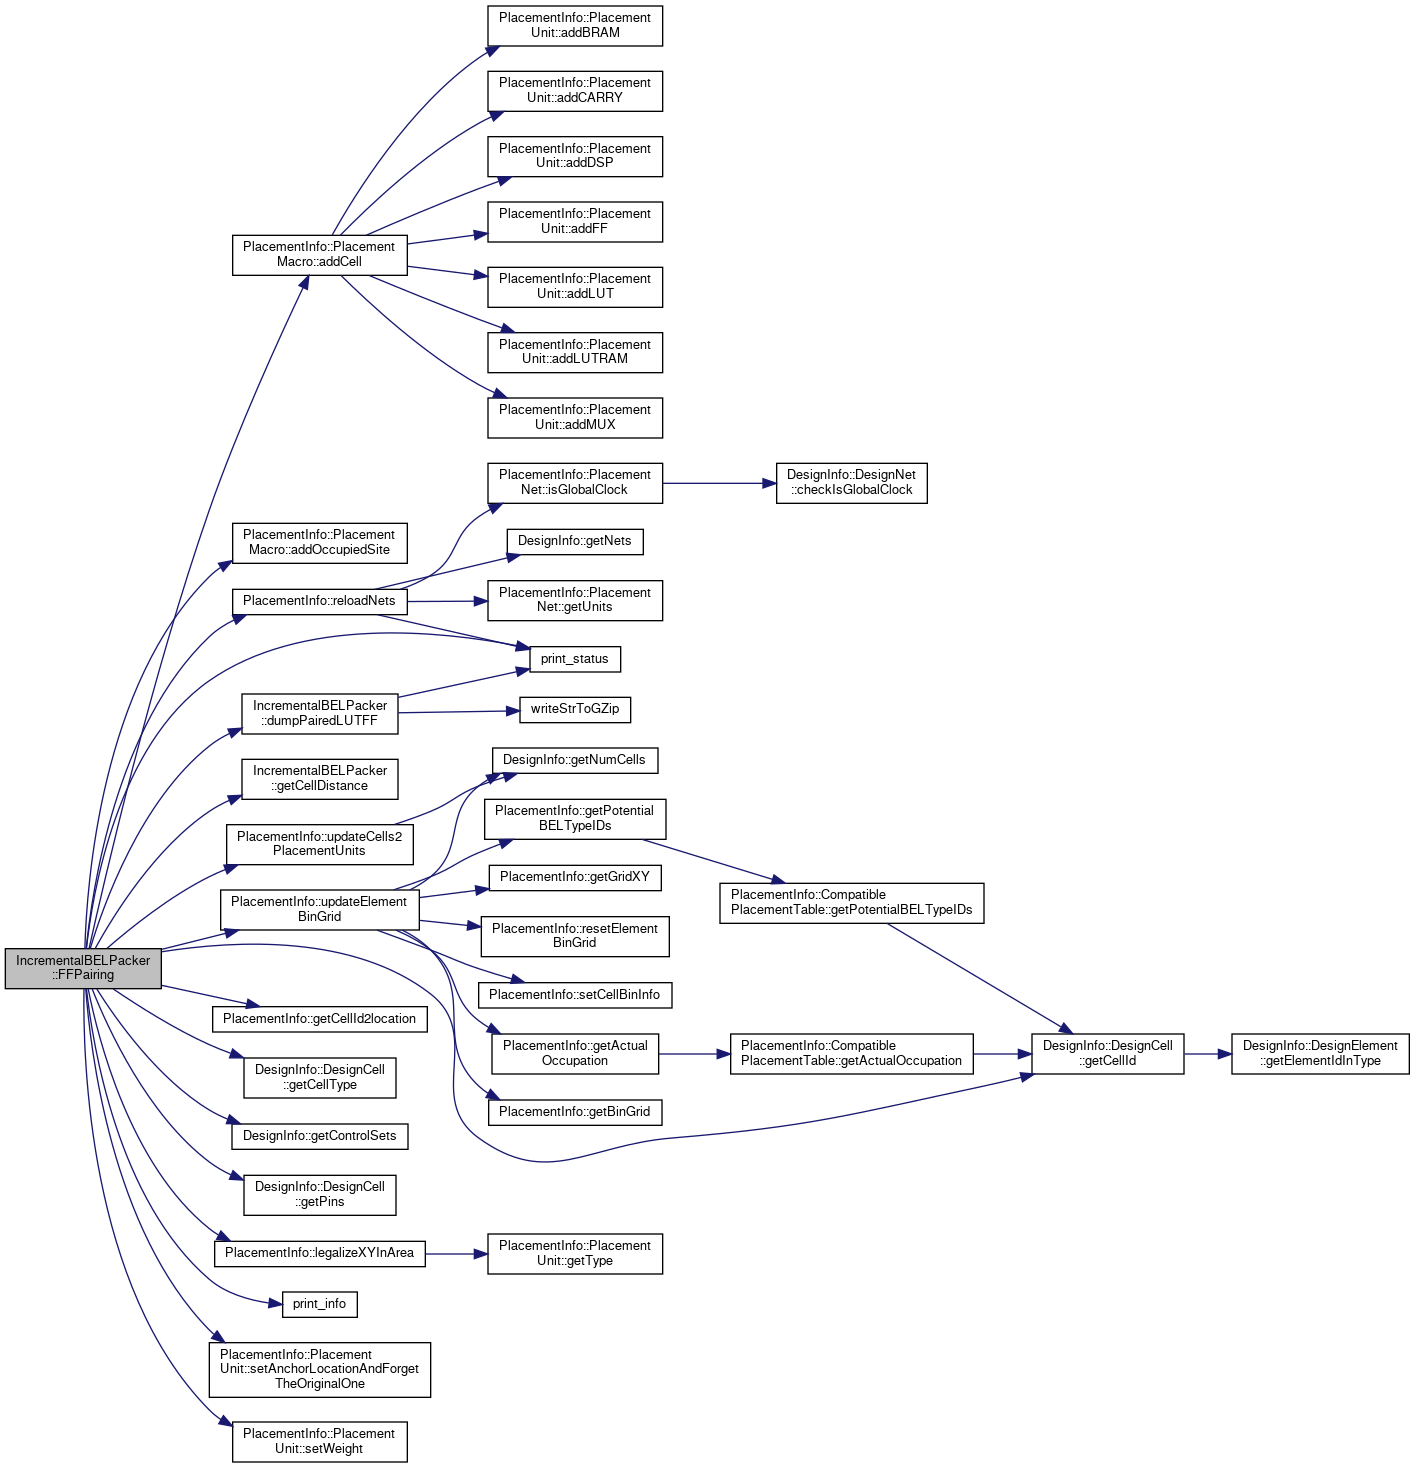 PlacementInfo::Placement
Unit::addBRAM
PlacementInfo::Placement
Unit::addCARRY
PlacementInfo::Placement
Unit::addDSP
PlacementInfo::Placement
Unit::addFF
PlacementInfo::Placement
Macro::addCell
PlacementInfo::Placement
Unit::addLUT
PlacementInfo::Placement
Unit::addLUTRAM
PlacementInfo::Placement
Unit::addMUX
PlacementInfo::Placement
Net::isGlobalClock
DesignInfo::DesignNet
::checkIsGlobalClock
PlacementInfo::Placement
Macro::addOccupiedSite
DesignInfo::getNets
PlacementInfo::reloadNets
PlacementInfo::Placement
Net::getUnits
print_status
IncrementalBELPacker
::dumpPairedLUTFF
writeStrToGZip
DesignInfo::getNumCells
IncrementalBELPacker
::getCellDistance
PlacementInfo::getPotential
BELTypeIDs
PlacementInfo::updateCells2
PlacementUnits
PlacementInfo::getGridXY
PlacementInfo::updateElement
BinGrid
PlacementInfo::Compatible
PlacementTable::getPotentialBELTypeIDs
PlacementInfo::resetElement
BinGrid
IncrementalBELPacker
::FFPairing
PlacementInfo::setCellBinInfo
PlacementInfo::getCellId2location
PlacementInfo::getActual
Occupation
PlacementInfo::Compatible
PlacementTable::getActualOccupation
DesignInfo::DesignCell
::getCellId
DesignInfo::DesignElement
::getElementIdInType
DesignInfo::DesignCell
::getCellType
PlacementInfo::getBinGrid
DesignInfo::getControlSets
DesignInfo::DesignCell
::getPins
PlacementInfo::legalizeXYInArea
PlacementInfo::Placement
Unit::getType
print_info
PlacementInfo::Placement
Unit::setAnchorLocationAndForget
TheOriginalOne
PlacementInfo::Placement
Unit::setWeight